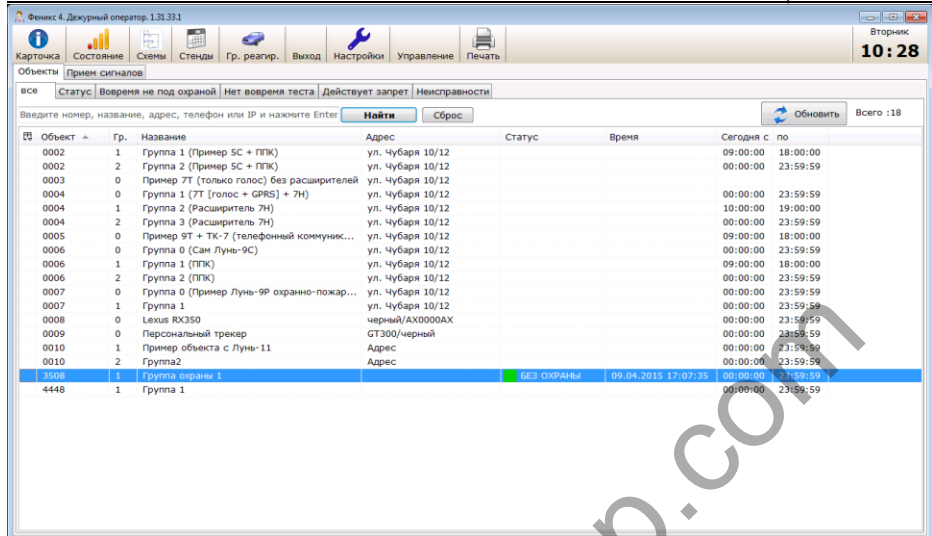 Феникс 4. Дежурный оператор. 1.31.33.1
Карточка Состояние Схемы Стенды Гр. реагир. Выход Настройки Управление Печать
Вторник
10:28
Объекты Прием сигналов
все Статус Вовремя не под охраной Нет вовремя теста Действует запрет Неисправности
Введите номер, название, адрес, телефон или IP и нажмите Enter Найти Сброс Обновить Всего :18
Объект Гр. Название Адрес Статус Время Сегодня с по
0002 1 Группа 1 (Пример 5С + ППК) ул. Чубаря 10/12 09:00:00 18:00:00
0002 2 Группа 2 (Пример 5С + ППК) ул. Чубаря 10/12 00:00:00 23:59:59
0003 0 Пример 7Т (только голос) без расширителей ул. Чубаря 10/12
0004 0 Группа 1 (7Т [голос + GPRS] + 7Н) ул. Чубаря 10/12 00:00:00 23:59:59
0004 1 Группа 2 (Расширитель 7Н) ул. Чубаря 10/12 10:00:00 19:00:00
0004 2 Группа 3 (Расширитель 7Н) ул. Чубаря 10/12 00:00:00 23:59:59
0005 0 Пример 9Т + ТК-7 (телефонный коммуник... ул. Чубаря 10/12 09:00:00 18:00:00
0006 0 Группа 0 (Сам Лунь-9С) ул. Чубаря 10/12 00:00:00 23:59:59
0006 1 Группа 1 (ППК) ул. Чубаря 10/12 09:00:00 18:00:00
0006 2 Группа 2 (ППК) ул. Чубаря 10/12 00:00:00 23:59:59
0007 0 Группа 0 (Пример Лунь-9Р охранно-пожар... ул. Чубаря 10/12 00:00:00 23:59:59
0007 1 Группа 1 ул. Чубаря 10/12 00:00:00 23:59:59
0008 0 Lexus RX350 черный/АХ0000АХ 00:00:00 23:59:59
0009 0 Персональный трекер GT300/черный 00:00:00 23:59:59
0010 1 Пример объекта с Лунь-11 Адрес 00:00:00 23:59:59
0010 2 Группа2 Адрес 00:00:00 23:59:59
3508 1 Группа охраны 1 БЕЗ ОХРАНЫ 09.04.2015 17:07:35 00:00:00 23:59:59
4448 1 Группа 1 00:00:00 23:59:59
p.com